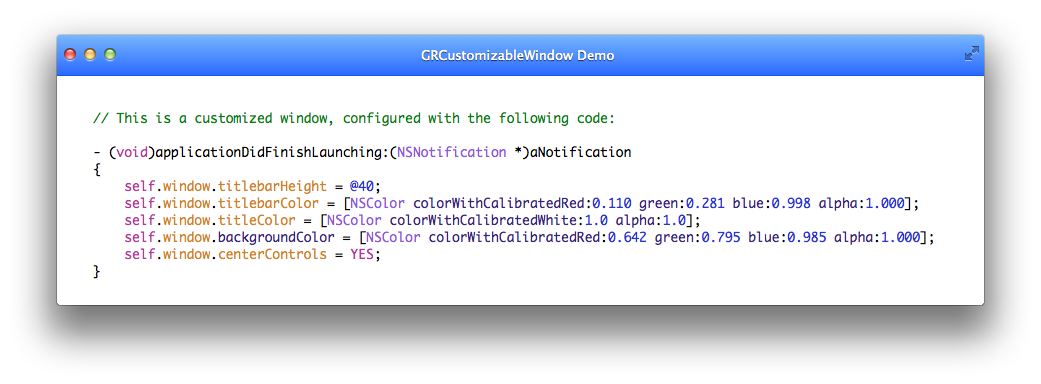 GRCustomizableWindow Demo
// This is a customized window, configured with the following code:
- (void)applicationDidFinishLaunching:(NSNotification *)aNotification
{
    self.window.titlebarHeight = @40;
    self.window.titlebarColor = [NSColor colorWithCalibratedRed:0.110 green:0.281 blue:0.998 alpha:1.000];
    self.window.titleColor = [NSColor colorWithCalibratedWhite:1.0 alpha:1.0];
    self.window.backgroundColor = [NSColor colorWithCalibratedRed:0.642 green:0.795 blue:0.985 alpha:1.000];
    self.window.centerControls = YES;
}